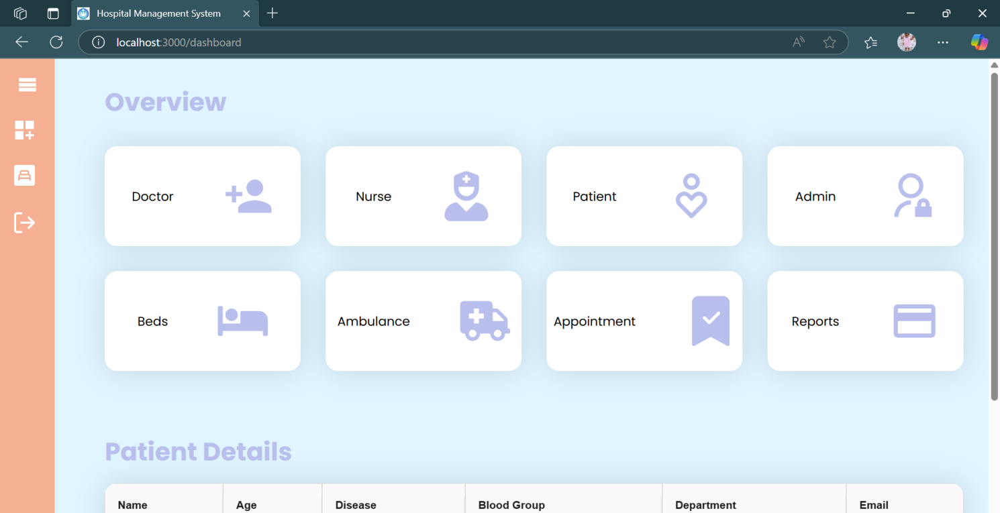 Hospital Management System
localhost:3000/dashboard
Overview
Doctor
Nurse
Patient
Admin
Beds
Ambulance
Appointment
Reports
Patient Details
Name Age Disease Blood Group Department Email